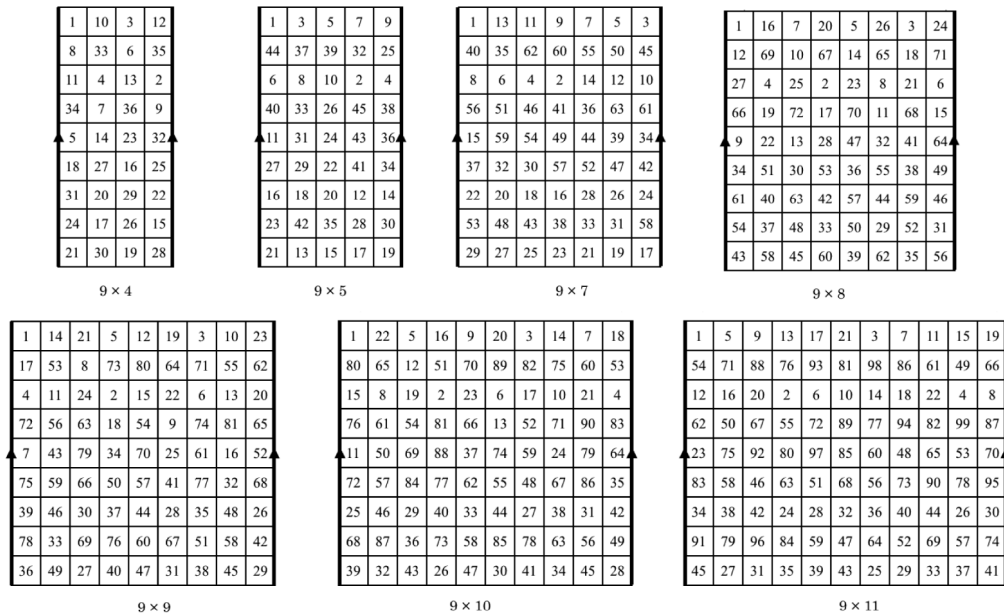 1 10 3 12
8 33 6 35
11 4 13 2
34 7 36 9
5 14 23 32
18 27 16 25
31 20 29 22
24 17 26 15
21 30 19 28
9 × 4
1 3 5 7 9
44 37 39 32 25
6 8 10 2 4
40 33 26 45 38
11 31 24 43 36
27 29 22 41 34
16 18 20 12 14
23 42 35 28 30
21 13 15 17 19
9 × 5
1 13 11 9 7 5 3
40 35 62 60 55 50 45
8 6 4 2 14 12 10
56 51 46 41 36 63 61
15 59 54 49 44 39 34
37 32 30 57 52 47 42
22 20 18 16 28 26 24
53 48 43 38 33 31 58
29 27 25 23 21 19 17
9 × 7
1 16 7 20 5 26 3 24
12 69 10 67 14 65 18 71
27 4 25 2 23 8 21 6
66 19 72 17 70 11 68 15
9 22 13 28 47 32 41 64
34 51 30 53 36 55 38 49
61 40 63 42 57 44 59 46
54 37 48 33 50 29 52 31
43 58 45 60 39 62 35 56
9 × 8
1 14 21 5 12 19 3 10 23
17 53 8 73 80 64 71 55 62
4 11 24 2 15 22 6 13 20
72 56 63 18 54 9 74 81 65
7 43 79 34 70 25 61 16 52
75 59 66 50 57 41 77 32 68
39 46 30 37 44 28 35 48 26
78 33 69 76 60 67 51 58 42
36 49 27 40 47 31 38 45 29
9 × 9
1 22 5 16 9 20 3 14 7 18
80 65 12 51 70 89 82 75 60 53
15 8 19 2 23 6 17 10 21 4
76 61 54 81 66 13 52 71 90 83
11 50 69 88 37 74 59 24 79 64
72 57 84 77 62 55 48 67 86 35
25 46 29 40 33 44 27 38 31 42
68 87 36 73 58 85 78 63 56 49
39 32 43 26 47 30 41 34 45 28
9 × 10
1 5 9 13 17 21 3 7 11 15 19
54 71 88 76 93 81 98 86 61 49 66
12 16 20 2 6 10 14 18 22 4 8
62 50 67 55 72 89 77 94 82 99 87
23 75 92 80 97 85 60 48 65 53 70
83 58 46 63 51 68 56 73 90 78 95
34 38 42 24 28 32 36 40 44 26 30
91 79 96 84 59 47 64 52 69 57 74
45 27 31 35 39 43 25 29 33 37 41
9 × 11